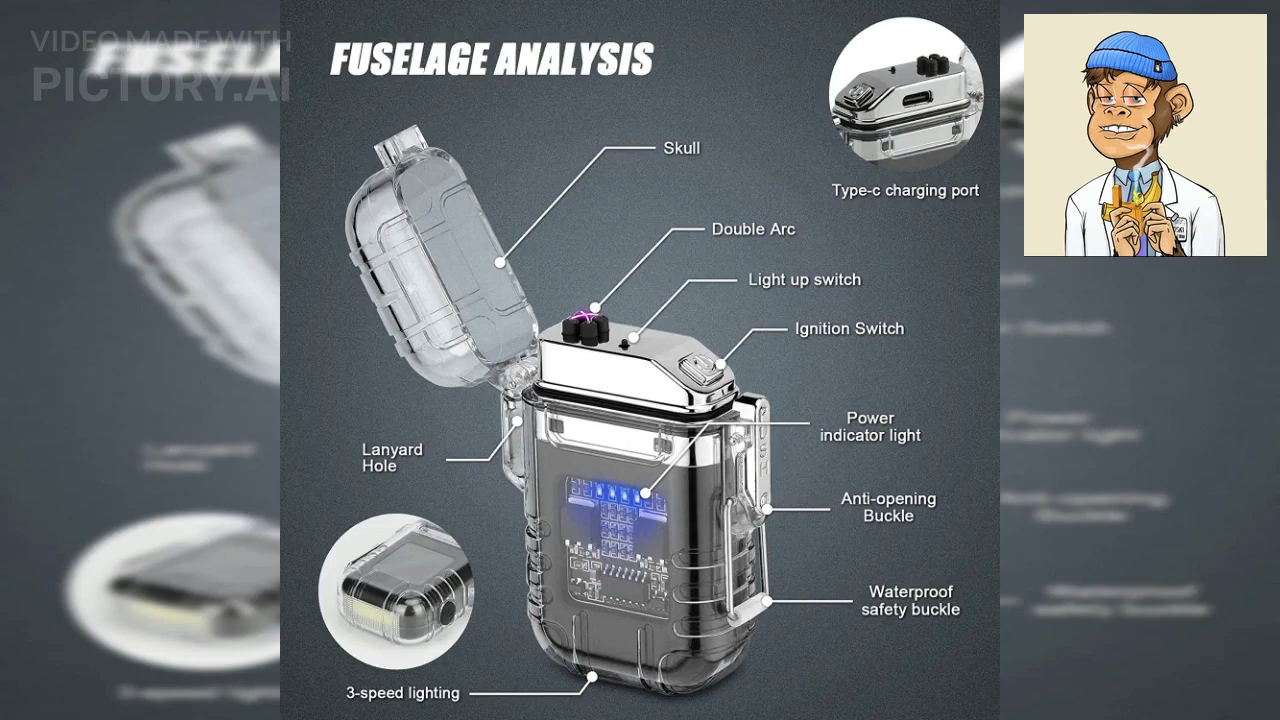 VIDEO MADE WITH
PICTORY.AI
FUSELAGE ANALYSIS
Skull
Type-c charging port
Double Arc
Light up switch
Ignition Switch
Power
indicator light
Lanyard
Hole
Anti-opening
Buckle
Waterproof
safety buckle
3-speed lighting